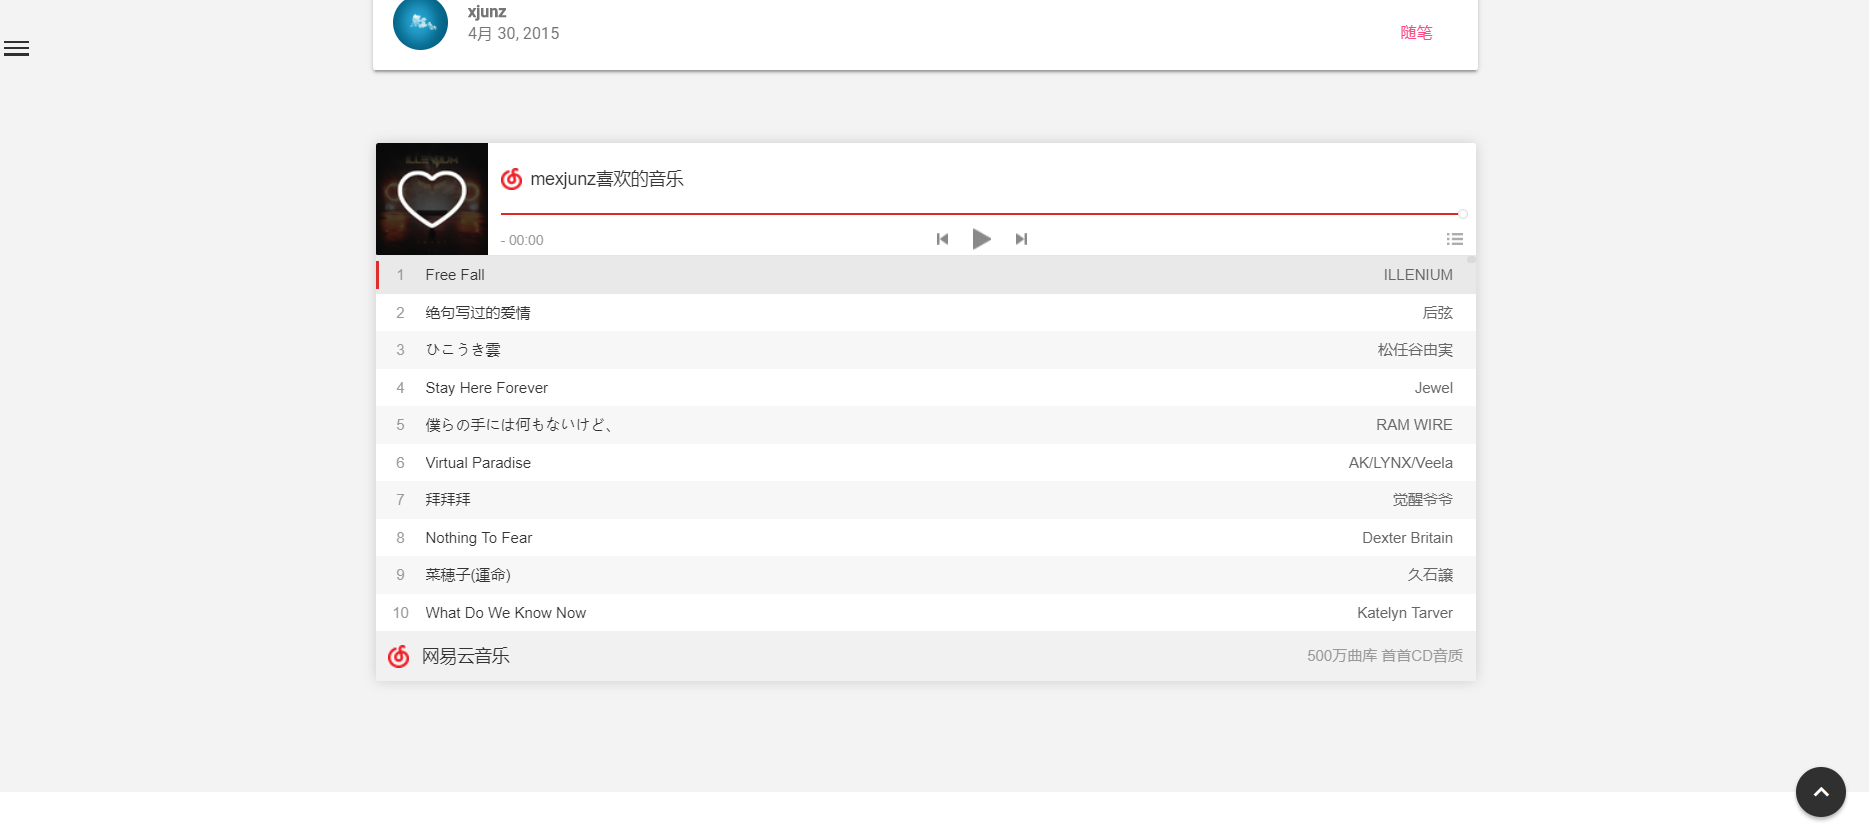 xjunz
4月 30, 2015
随笔
ILLENIUM
mexjunz喜欢的音乐
- 00:00
1 Free Fall ILLENIUM
2 绝句写过的爱情 后弦
3 ひこうき雲 松任谷由実
4 Stay Here Forever Jewel
5 僕らの手には何もないけど、 RAM WIRE
6 Virtual Paradise AK/LYNX/Veela
7 拜拜拜 觉醒爷爷
8 Nothing To Fear Dexter Britain
9 菜穂子(運命) 久石譲
10 What Do We Know Now Katelyn Tarver
网易云音乐 500万曲库 首首CD音质